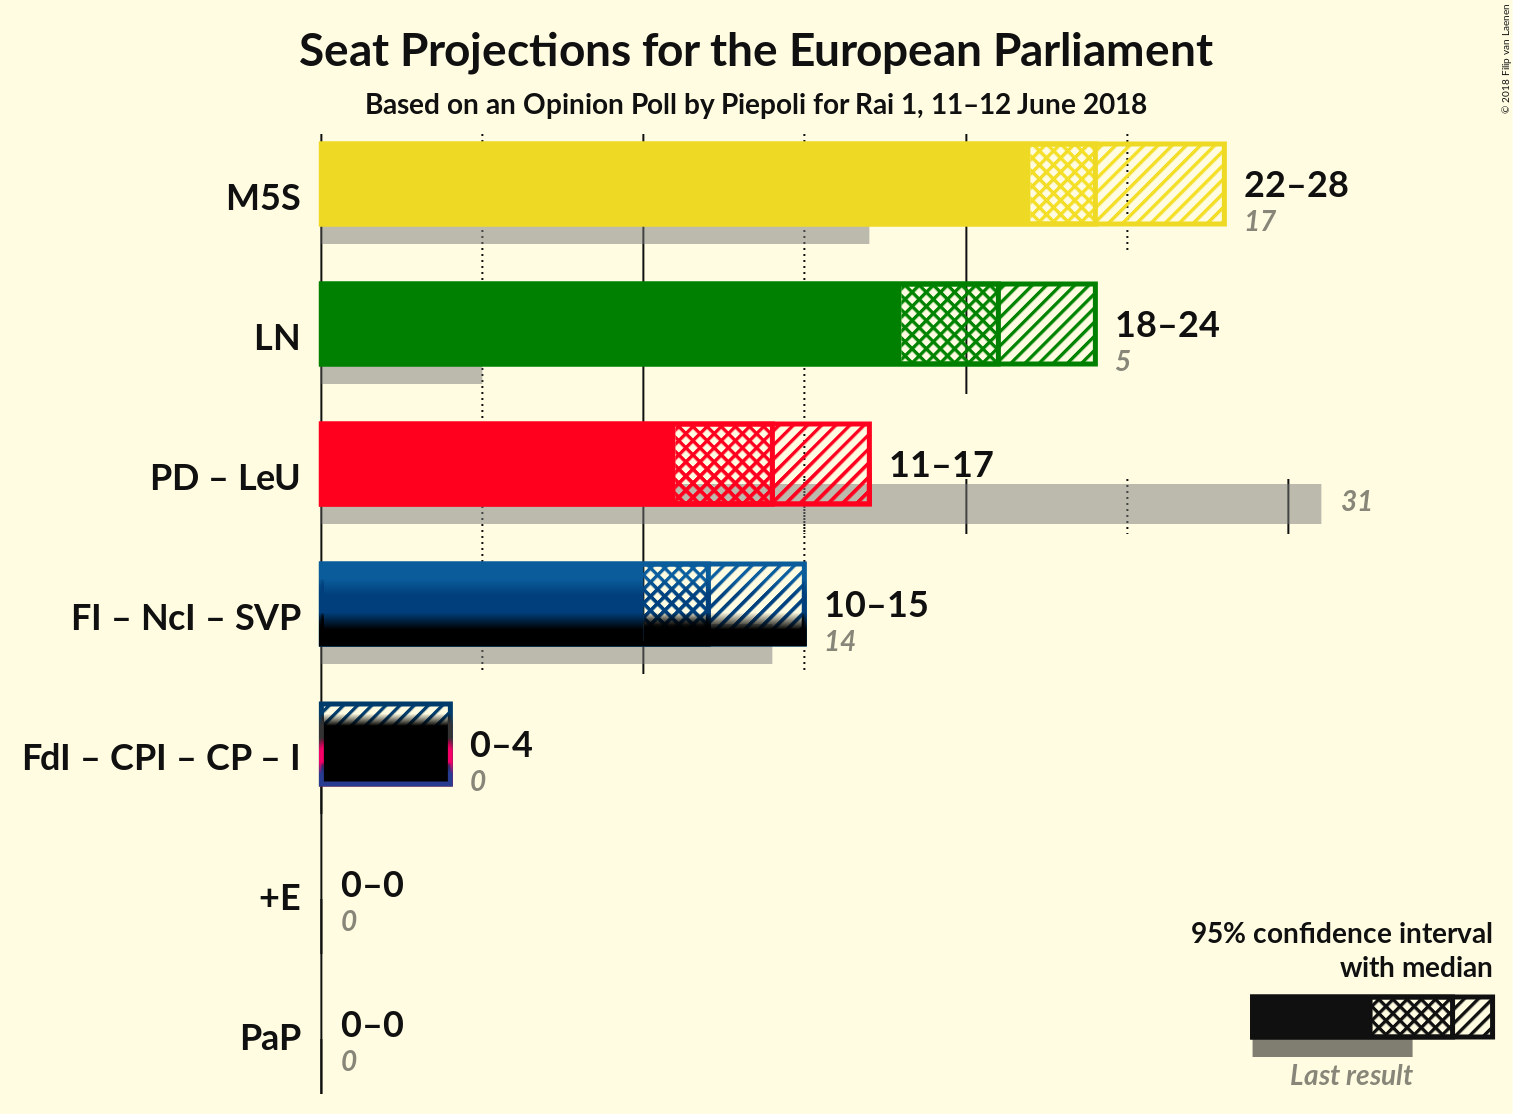 Seat Projections for the European Parliament
Based on an Opinion Poll by Piepoli for Rai 1, 11–12 June 2018
© 2018 Filip van Laenen
M5S
22–28
17
LN
18–24
5
PD – LeU
11–17
31
FI – NcI – SVP
10–15
14
FdI – CPI – CP – I
0–4
0
+E
0–0
0
PaP
0–0
0
95% confidence interval
with median
Last result